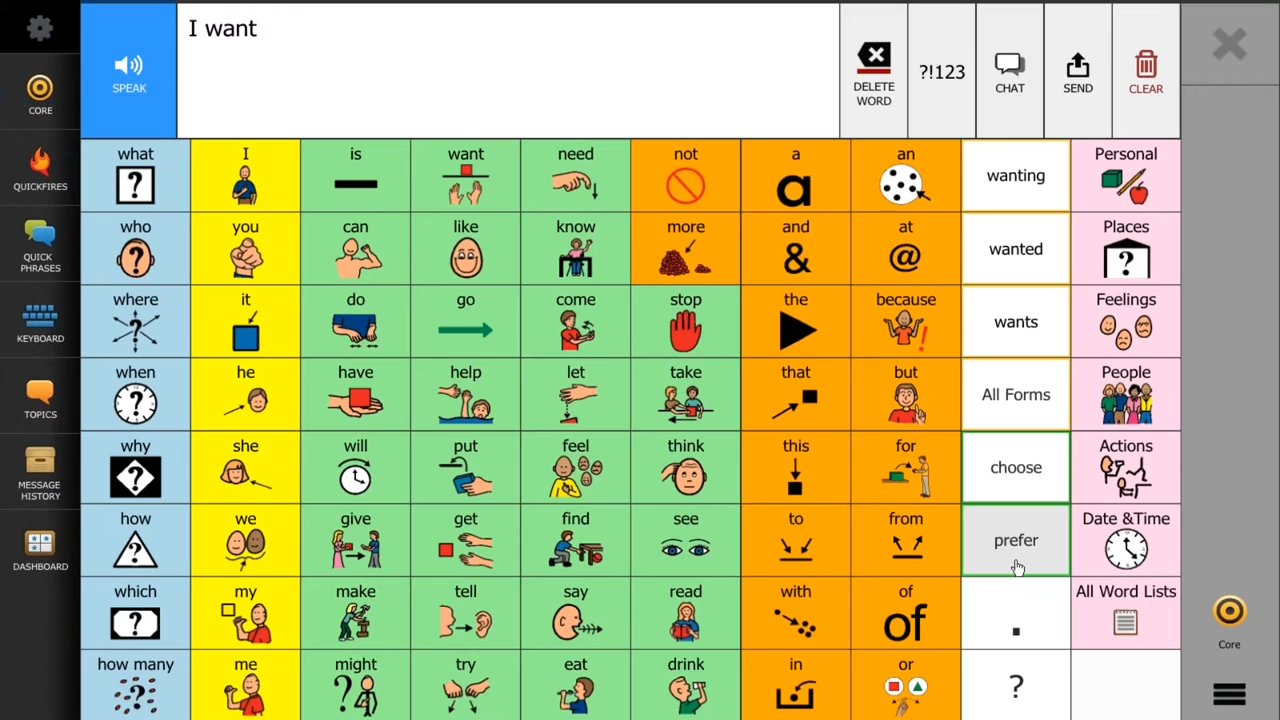 I want
SPEAK
DELETE
WORD
?!123
CHAT
SEND
CLEAR
CORE
QUICKFIRES
QUICK
PHRASES
KEYBOARD
TOPICS
MESSAGE
HISTORY
DASHBOARD
what I is want need not a an wanting Personal
a
who you can like know more and at wanted Places
& @
where it do go come stop the because wants Feelings
when he have help let take that but All Forms People
why she will put feel think this for choose Actions
how we give get find see to from prefer Date &Time
which my make tell say read with of . All Word Lists
of
how many me might try eat drink in or ?
Core